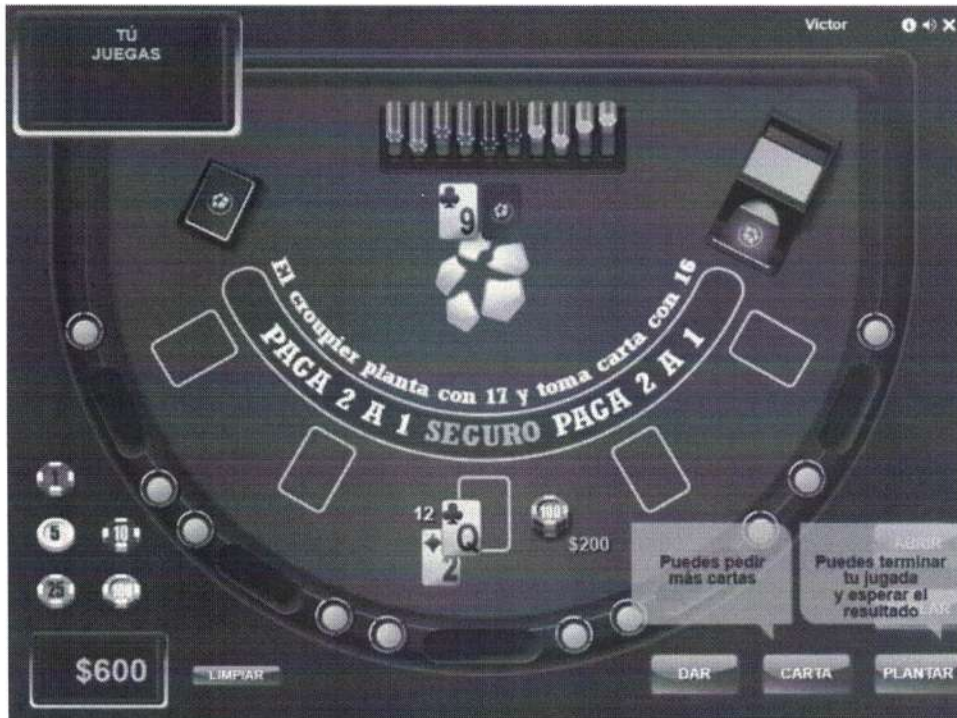 TÚ
JUEGAS
Victor
9
El croupier planta con 17 y toma carta con 16
PAGA 2 A 1 SEGURO PAGA 2 A 1
1
5
10
25
100
12
Q
2
100
$200
Puedes pedir
más cartas
Puedes terminar
tu jugada
y esperar el
resultado
$600
LIMPIAR
DAR
CARTA
PLANTAR